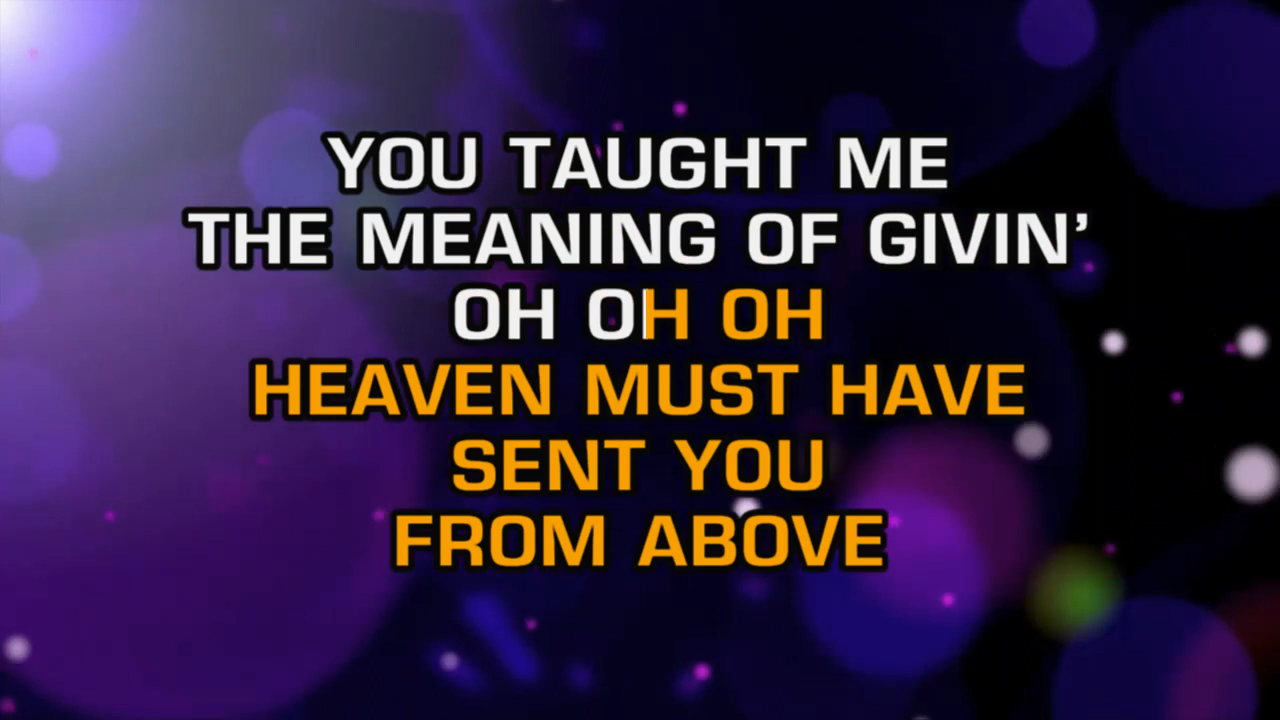 YOU TAUGHT ME
THE MEANING OF GIVIN’
OH OH OH
HEAVEN MUST HAVE
SENT YOU
FROM ABOVE